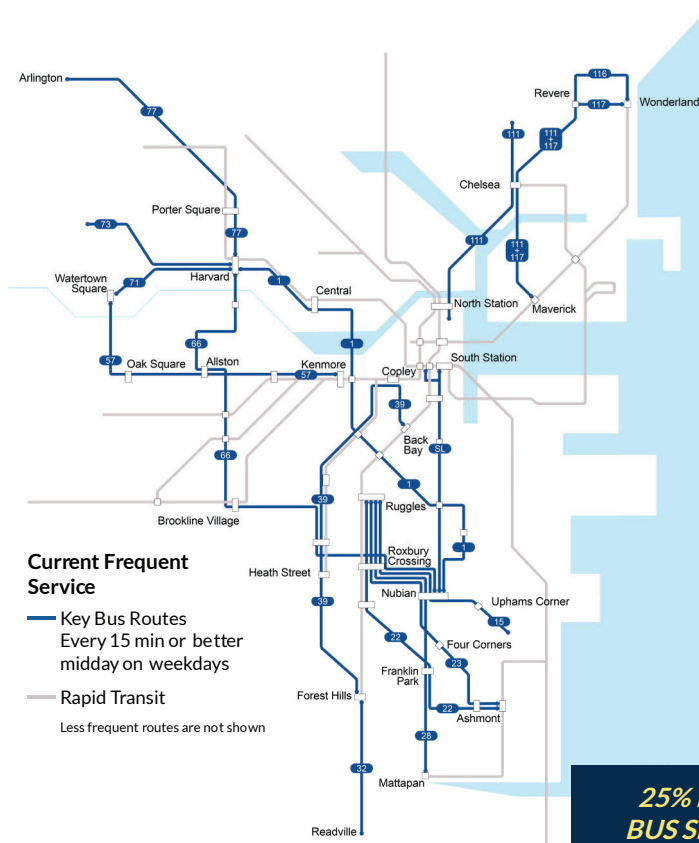 116
Revere
Wonderland
117
Arlington
77
111
111
+
117
Chelsea
Porter Square
73
77
111
111
+
117
Harvard
71
1
Watertown
Square
Central
North Station
Maverick
66
1
57
Oak Square
Allston
Kenmore
57
Copley
South Station
39
Back
Bay
SL
66
1
39
Ruggles
Brookline Village
Roxbury
Crossing
1
Heath Street
Nubian
Uphams Corner
39
15
22
Four Corners
23
Franklin
Park
Forest Hills
22
Ashmont
28
32
Mattapan
Readville
Current Frequent
Service
Key Bus Routes
Every 15 min or better
midday on weekdays
Rapid Transit
Less frequent routes are not shown
25%
BUS